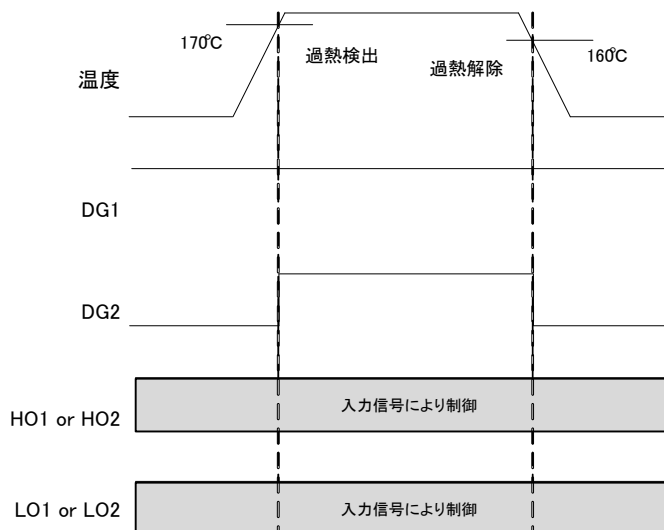 170℃
過熱検出
過熱解除
160℃
温度
DG1
DG2
HO1 or HO2
入力信号により制御
LO1 or LO2
入力信号により制御